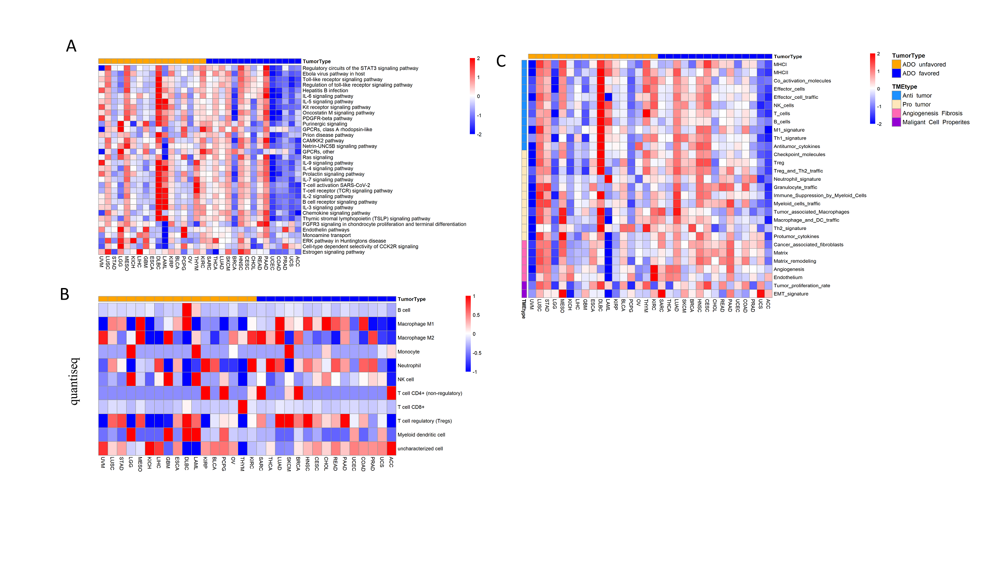 A
TumorType
Regulatory circuits of the STAT3 signaling pathway
Ebola virus pathway in host
Toll-like receptor signaling pathway
Regulation of toll-like receptor signaling pathway
Hepatitis B infection
IL-6 signaling pathway
IL-5 signaling pathway
Kit receptor signaling pathway
Oncostatin M signaling pathway
PDGFR-beta pathway
Purinergic signaling
GPCRs, class A rhodopsin-like
Prion disease pathway
CAMKK2 pathway
Netrin-UNC5B signaling pathway
GPCRs, other
Ras signaling
IL-9 signaling pathway
IL-4 signaling pathway
Prolactin signaling pathway
IL-7 signaling pathway
T-cell activation SARS-CoV-2
T-cell receptor (TCR) signaling pathway
IL-2 signaling pathway
B cell receptor signaling pathway
IL-3 signaling pathway
Chemokine signaling pathway
Thymic stromal lymphopoietin (TSLP) signaling pathway
FGFR3 signaling in chondrocyte proliferation and terminal differentiation
Endothelin pathways
Monoamine transport
ERK pathway in Huntingtons disease
Cell-type dependent selectivity of CCK2R signaling
Estrogen signaling pathway
UVM LUSC STAD LGG MESO KICH LIHC GBM ESCA DLBC LAML KIRP BLCA PCPG OV THYM KIRC SARC THCA LUAD SKCM BRCA HNSC CESC CHOL READ PAAD UCEC COAD PRAD UCS ACC
2
1
0
-1
-2
B
quantiseq
TumorType
B cell
Macrophage M1
Macrophage M2
Monocyte
Neutrophil
NK cell
T cell CD4+ (non-regulatory)
T cell CD8+
T cell regulatory (Tregs)
Myeloid dendritic cell
uncharacterized cell
UVM LUSC STAD LGG MESO KICH LIHC GBM ESCA DLBC LAML KIRP BLCA PCPG OV THYM KIRC SARC THCA LUAD SKCM BRCA HNSC CESC CHOL READ PAAD UCEC COAD PRAD UCS ACC
1
0.5
0
-0.5
-1
C
TumorType
MHCI
MHCII
Co_activation_molecules
Effector_cells
Effector_cell_traffic
NK_cells
T_cells
B_cells
M1_signature
Th1_signature
Antitumor_cytokines
Checkpoint_molecules
Treg
Treg_and_Th2_traffic
Neutrophil_signature
Granulocyte_traffic
Immune_Suppression_by_Myeloid_Cells
Myeloid_cells_traffic
Tumor_associated_Macrophages
Macrophage_and_DC_traffic
Th2_signature
Protumor_cytokines
Cancer_associated_fibroblasts
Matrix
Matrix_remodeling
Angiogenesis
Endothelium
Tumor_proliferation_rate
EMT_signature
TMEtype UVM LUSC STAD LGG MESO KICH LIHC GBM ESCA DLBC LAML KIRP BLCA PCPG OV THYM KIRC SARC THCA LUAD SKCM BRCA HNSC CESC CHOL READ PAAD UCEC COAD PRAD UCS ACC
2
1
0
-1
-2
TumorType
ADO unfavored
ADO favored
TMEtype
Anti tumor
Pro tumor
Angiogenesis Fibrosis
Maligant Cell Properites